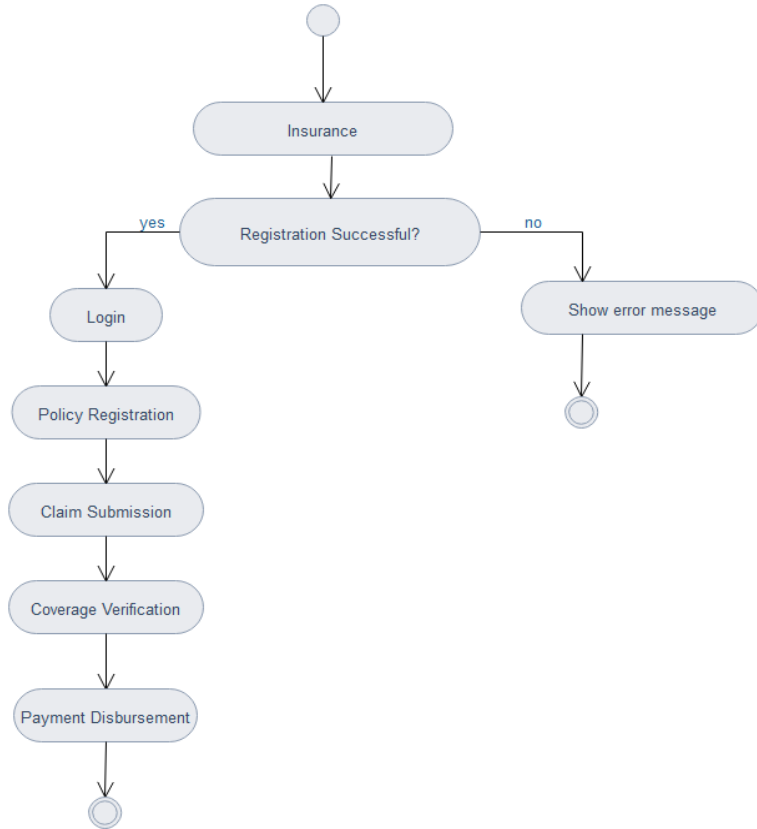 Insurance
Registration Successful?
yes
no
Login
Show error message
Policy Registration
Claim Submission
Coverage Verification
Payment Disbursement